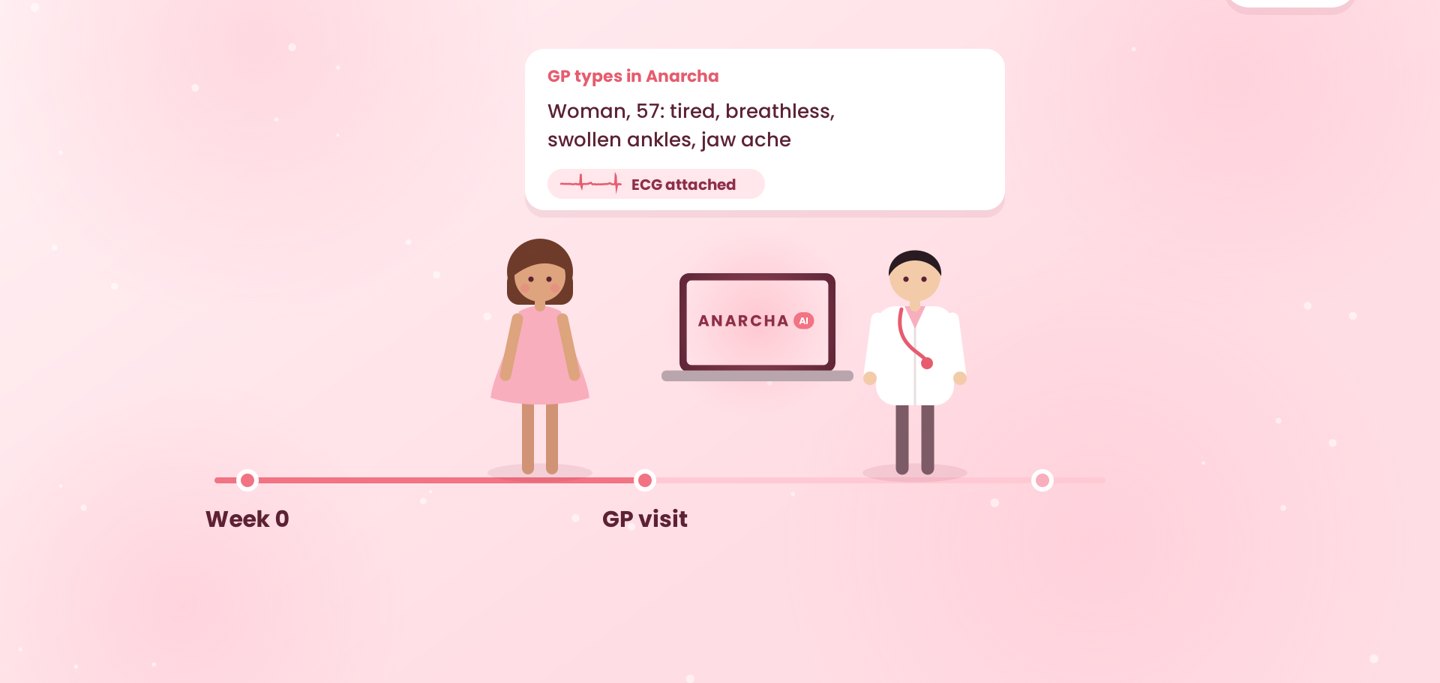 GP types in Anarcha
Woman, 57: tired, breathless,
swollen ankles, jaw ache
ECG attached
ANARCHA AI
Week 0
GP visit